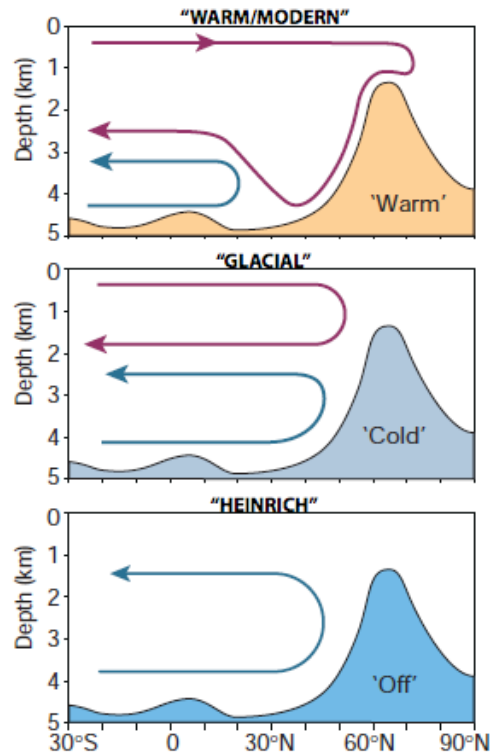 "WARM/MODERN"
Depth (km)
0
1
2
3
4
5
'Warm'
"GLACIAL"
Depth (km)
0
1
2
3
4
5
'Cold'
"HEINRICH"
Depth (km)
0
1
2
3
4
5
'Off'
30°S 0 30°N 60°N 90°N